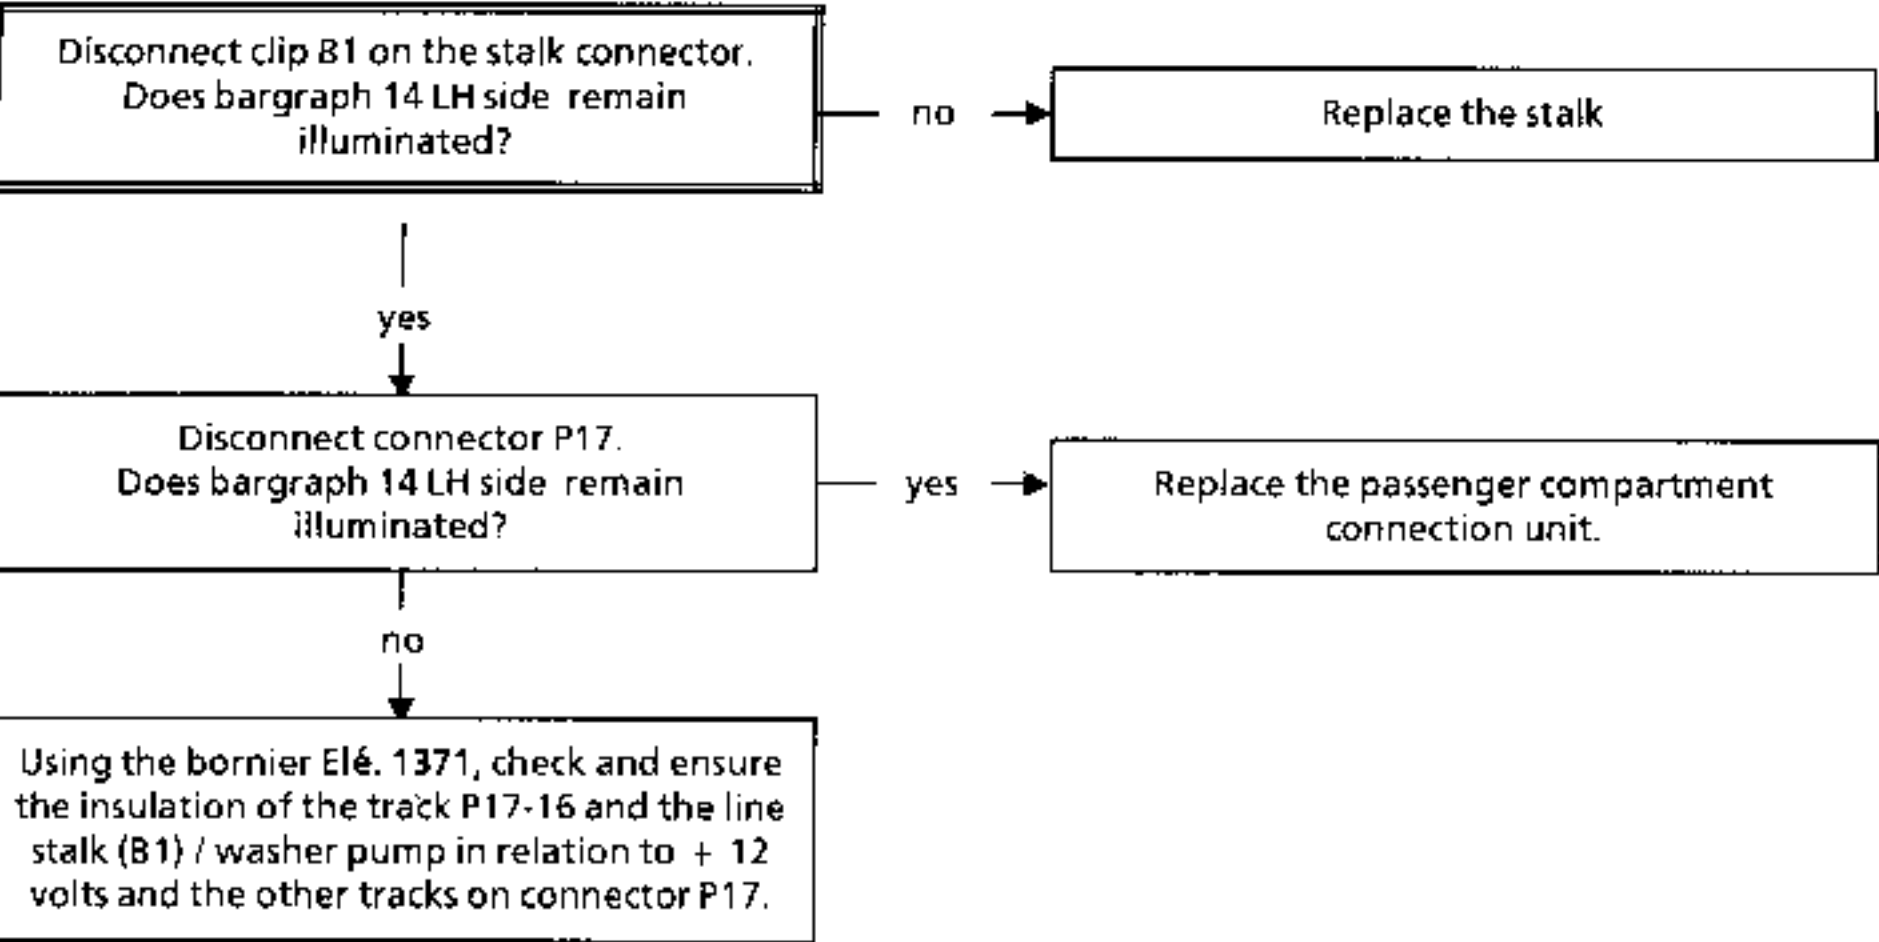 Disconnect clip B1 on the stalk connector.
Does bargraph 14 LH side remain
illuminated?
no
Replace the stalk
yes
Disconnect connector P17.
Does bargraph 14 LH side remain
illuminated?
yes
Replace the passenger compartment
connection unit.
no
Using the bornier Elé. 1371, check and ensure
the insulation of the track P17-16 and the line
stalk (B1) / washer pump in relation to + 12
volts and the other tracks on connector P17.